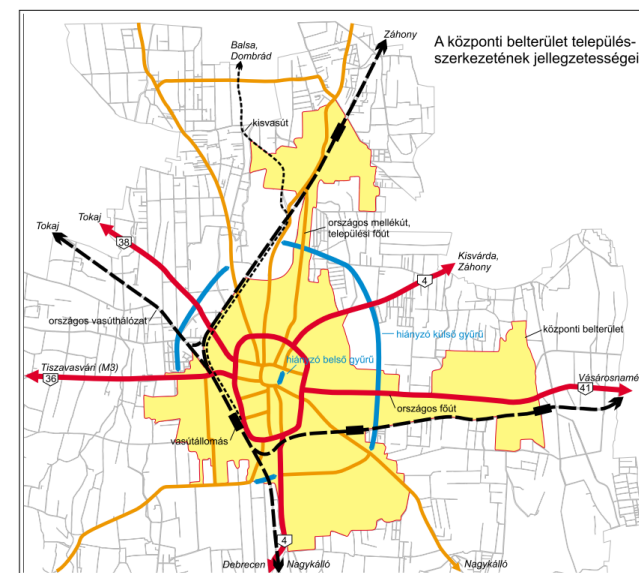 A központi belterület település-
szerkezetének jellegzetességei
Záhony
Balsa,
Dombrád
kisvasút
Tokaj
Tokaj
38
országos mellékút,
települési főút
Kisvárda,
Záhony
4
országos vasúthálózat
hiányzó külső gyűrű
központi belterület
Tiszavasvári (M3)
36
hiányzó belső gyűrű
Vásárosnamé
41
országos főút
vasútállomás
4
Debrecen
Nagykálló
Nagykálló